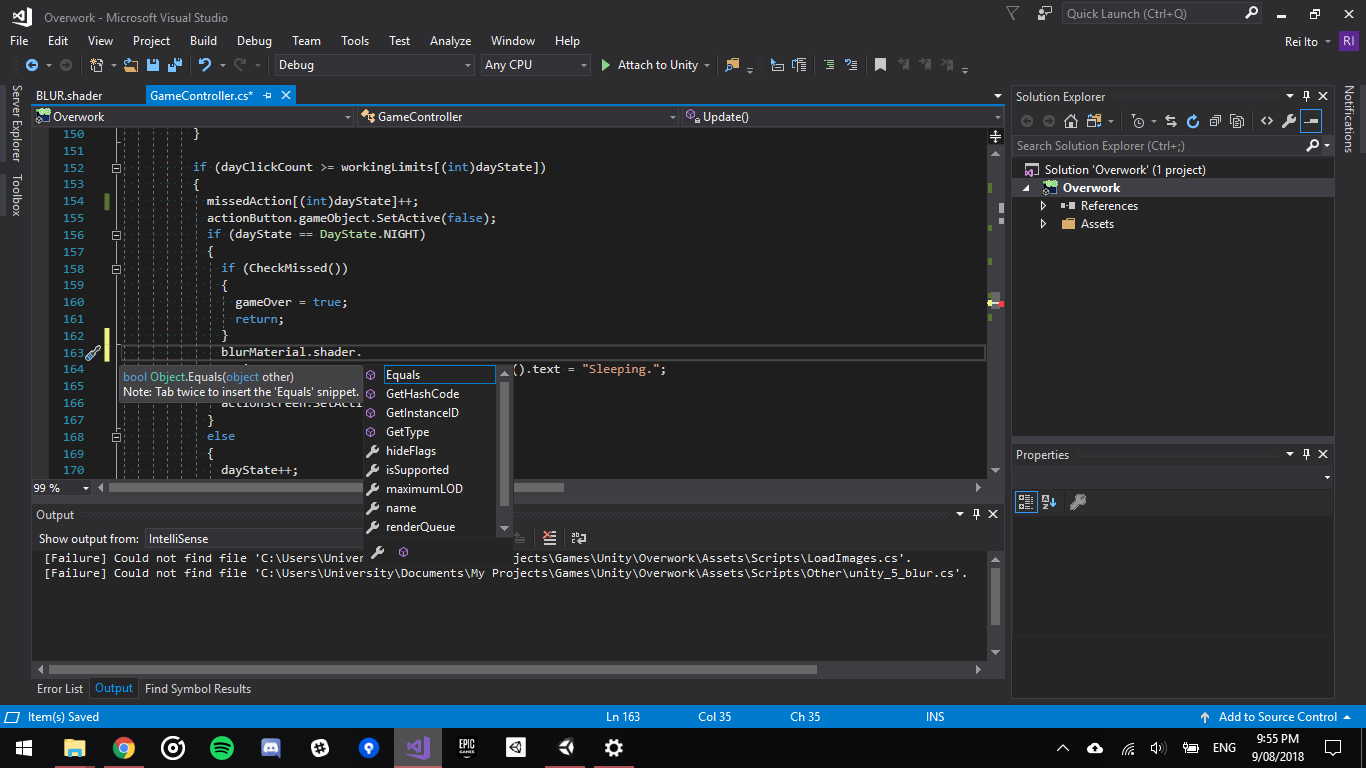 Overwork - Microsoft Visual Studio
Quick Launch (Ctrl+Q)
File Edit View Project Build Debug Team Tools Test Analyze Window Help
Rei Ito RI
Debug Any CPU Attach to Unity
Server Explorer
Toolbox
BLUR.shader GameController.cs*
Overwork GameController Update()
150 }
151
152 if (dayClickCount >= workingLimits[(int)dayState])
153 {
154 missedAction[(int)dayState]++;
155 actionButton.gameObject.SetActive(false);
156 if (dayState == DayState.NIGHT)
157 {
158 if (CheckMissed())
159 {
160 gameOver = true;
161 return;
162 }
163 blurMaterial.shader.
164 ().text = "Sleeping.";
165
166 actionScreen.SetActi
167 }
168 else
169 {
170 dayState++;
bool Object.Equals(object other)
Note: Tab twice to insert the 'Equals' snippet.
Equals
GetHashCode
GetInstanceID
GetType
hideFlags
isSupported
maximumLOD
name
renderQueue
99 %
Output
Show output from: IntelliSense
[Failure] Could not find file 'C:\Users\Univer jects\Games\Unity\Overwork\Assets\Scripts\LoadImages.cs'.
[Failure] Could not find file 'C:\Users\University\Documents\My Projects\Games\Unity\Overwork\Assets\Scripts\Other\unity_5_blur.cs'.
Error List Output Find Symbol Results
Solution Explorer
Search Solution Explorer (Ctrl+;)
Solution 'Overwork' (1 project)
Overwork
References
Assets
Properties
Notifications
Item(s) Saved Ln 163 Col 35 Ch 35 INS Add to Source Control
EPIC GAMES
ENG
9:55 PM
9/08/2018